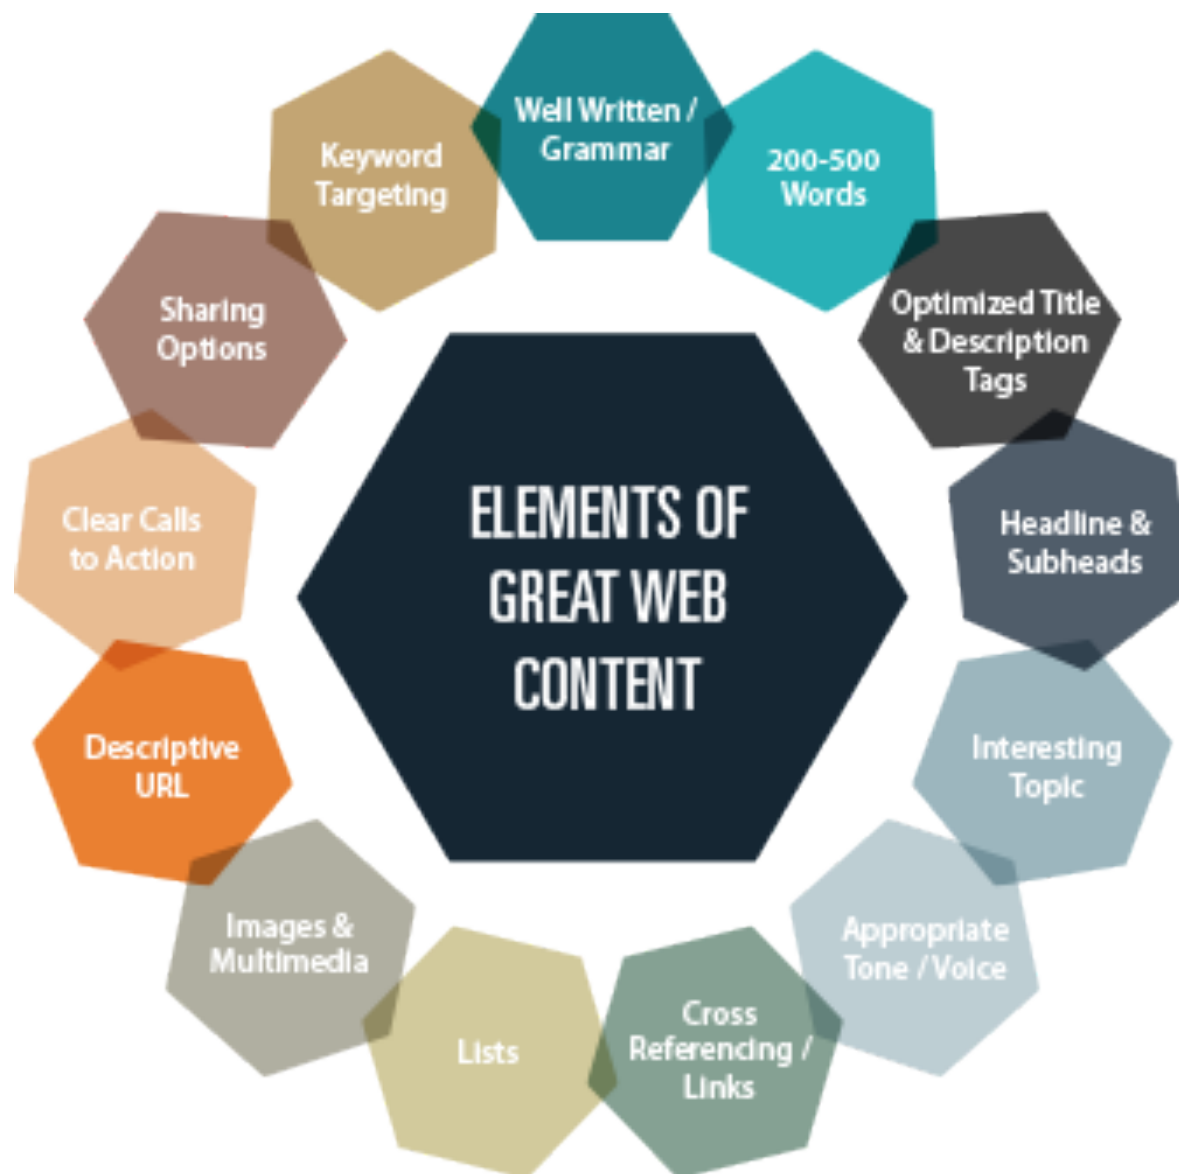 Well Written /
Grammar
200-500
Words
Optimized Title
& Description
Tags
Headline &
Subheads
Interesting
Topic
Appropriate
Tone / Voice
Cross
Referencing /
Links
Lists
Images &
Multimedia
Descriptive
URL
Clear Calls
to Action
Sharing
Options
Keyword
Targeting
ELEMENTS OF
GREAT WEB
CONTENT